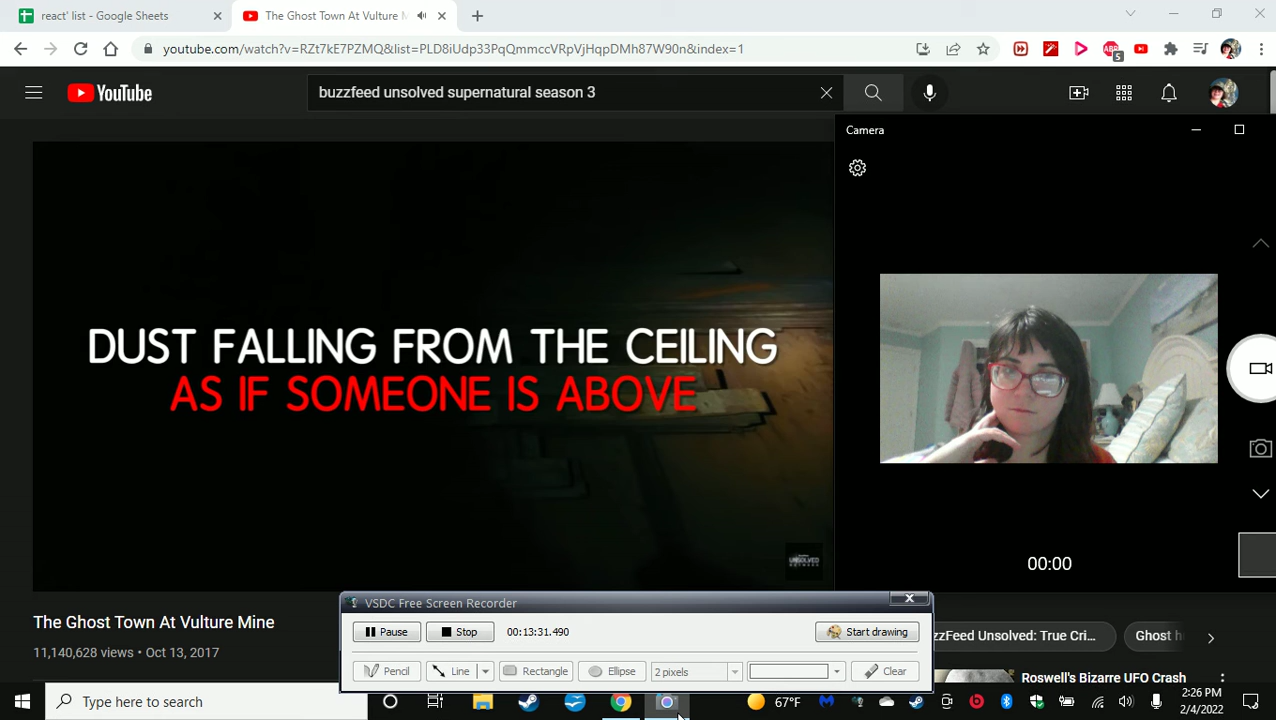 react' list - Google Sheets
The Ghost Town At Vulture M
youtube.com/watch?v=RZt7kE7PZMQ&list=PLD8iUdp33PqQmmccVRpVjHqpDMh87W90n&index=1
ABP
5
YouTube
buzzfeed unsolved supernatural season 3
Camera
DUST FALLING FROM THE CEILING
AS IF SOMEONE IS ABOVE
UNSOLVED
NETWORK
00:00
VSDC Free Screen Recorder
The Ghost Town At Vulture Mine
Pause
Stop
00:13:31.490
Start drawing
zzFeed Unsolved: True Cri...
Ghost h
11,140,628 views • Oct 13, 2017
Pencil
Line
Rectangle
Ellipse
2 pixels
Clear
Roswell's Bizarre UFO Crash
Type here to search
67°F
2:26 PM
2/4/2022